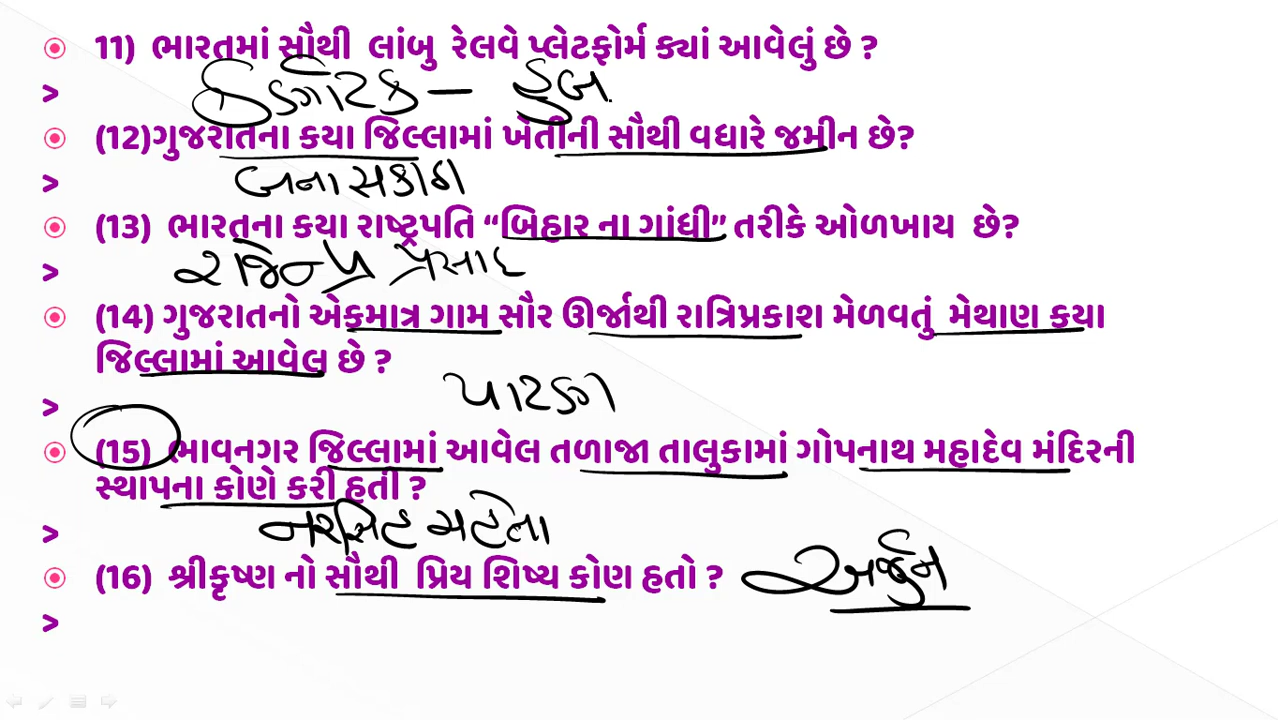 11) ભારતમાં સૌથી લાંબુ રેલવે પ્લેટફોર્મ ક્યાં આવેલું છે ?
> કર્ણાટક – હુબ
(12)ગુજરાતના કયા જિલ્લામાં ખેતીની સૌથી વધારે જમીન છે?
> બનાસકાંઠા
(13) ભારતના કયા રાષ્ટ્રપતિ “બિહાર ના ગાંધી” તરીકે ઓળખાય છે?
> રાજેન્દ્ર પ્રસાદ
(14) ગુજરાતનો એકમાત્ર ગામ સૌર ઊર્જાથી રાત્રિપ્રકાશ મેળવતું મેથાણ કયા
જિલ્લામાં આવેલ છે ?
> પાટણ
(15) ભાવનગર જિલ્લામાં આવેલ તળાજા તાલુકામાં ગોપનાથ મહાદેવ મંદિરની
સ્થાપના કોણે કરી હતી ?
> નરસિંહ મહેતા
(16) શ્રીકૃષ્ણ નો સૌથી પ્રિય શિષ્ય કોણ હતો ? અર્જુન
>